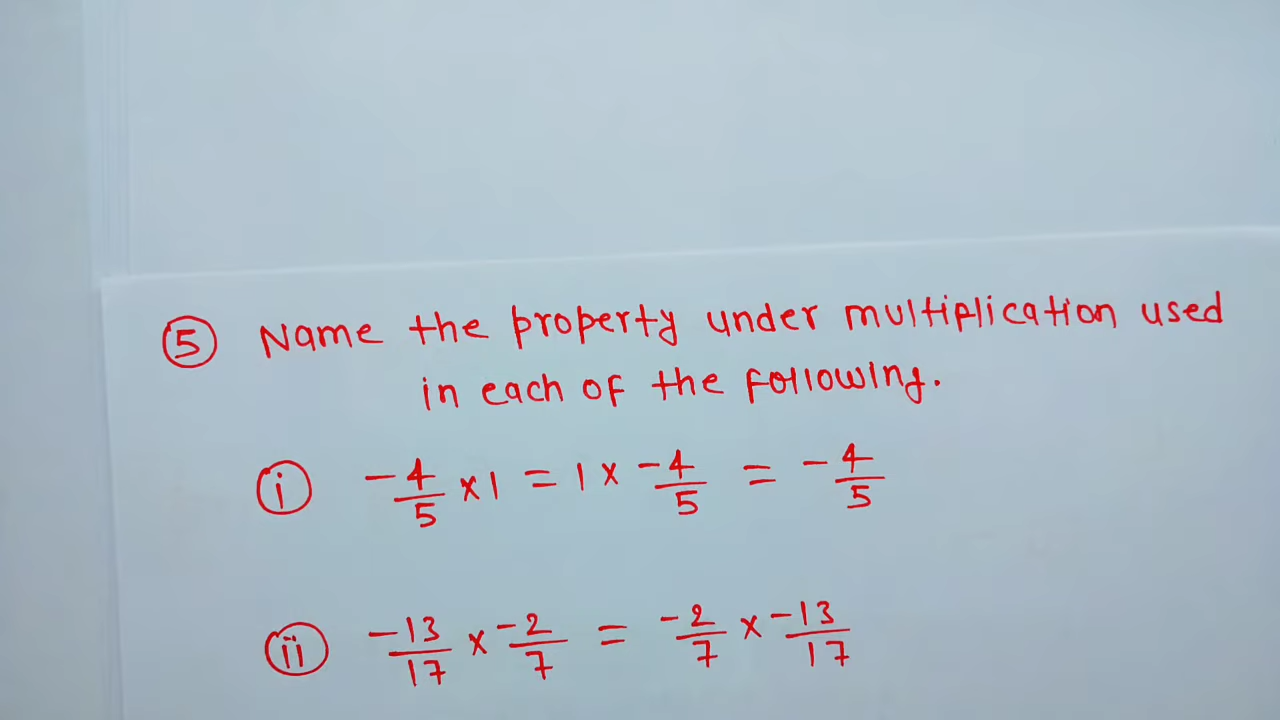 ⑤ Name the property under multiplication used
in each of the following.
ⓘ -4/5 × 1 = 1 × -4/5 = -4/5
ⓘⓘ -13/17 × -2/7 = -2/7 × -13/17